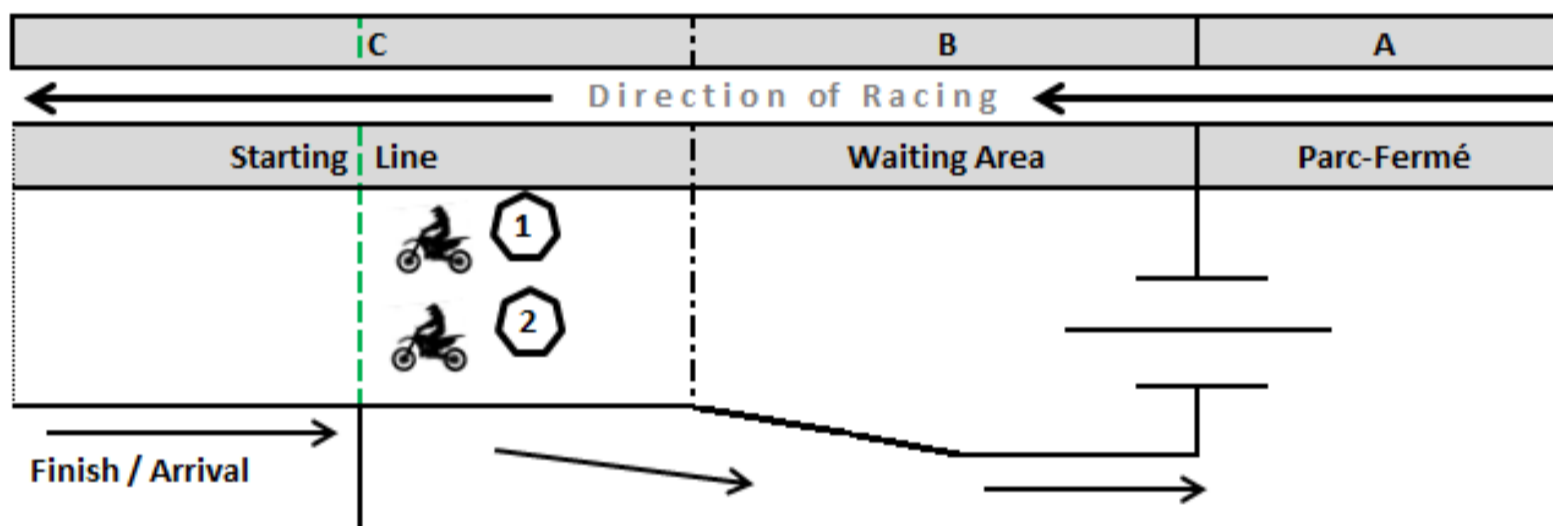 C B A
Direction of Racing
Starting Line Waiting Area Parc-Fermé
1
2
Finish / Arrival